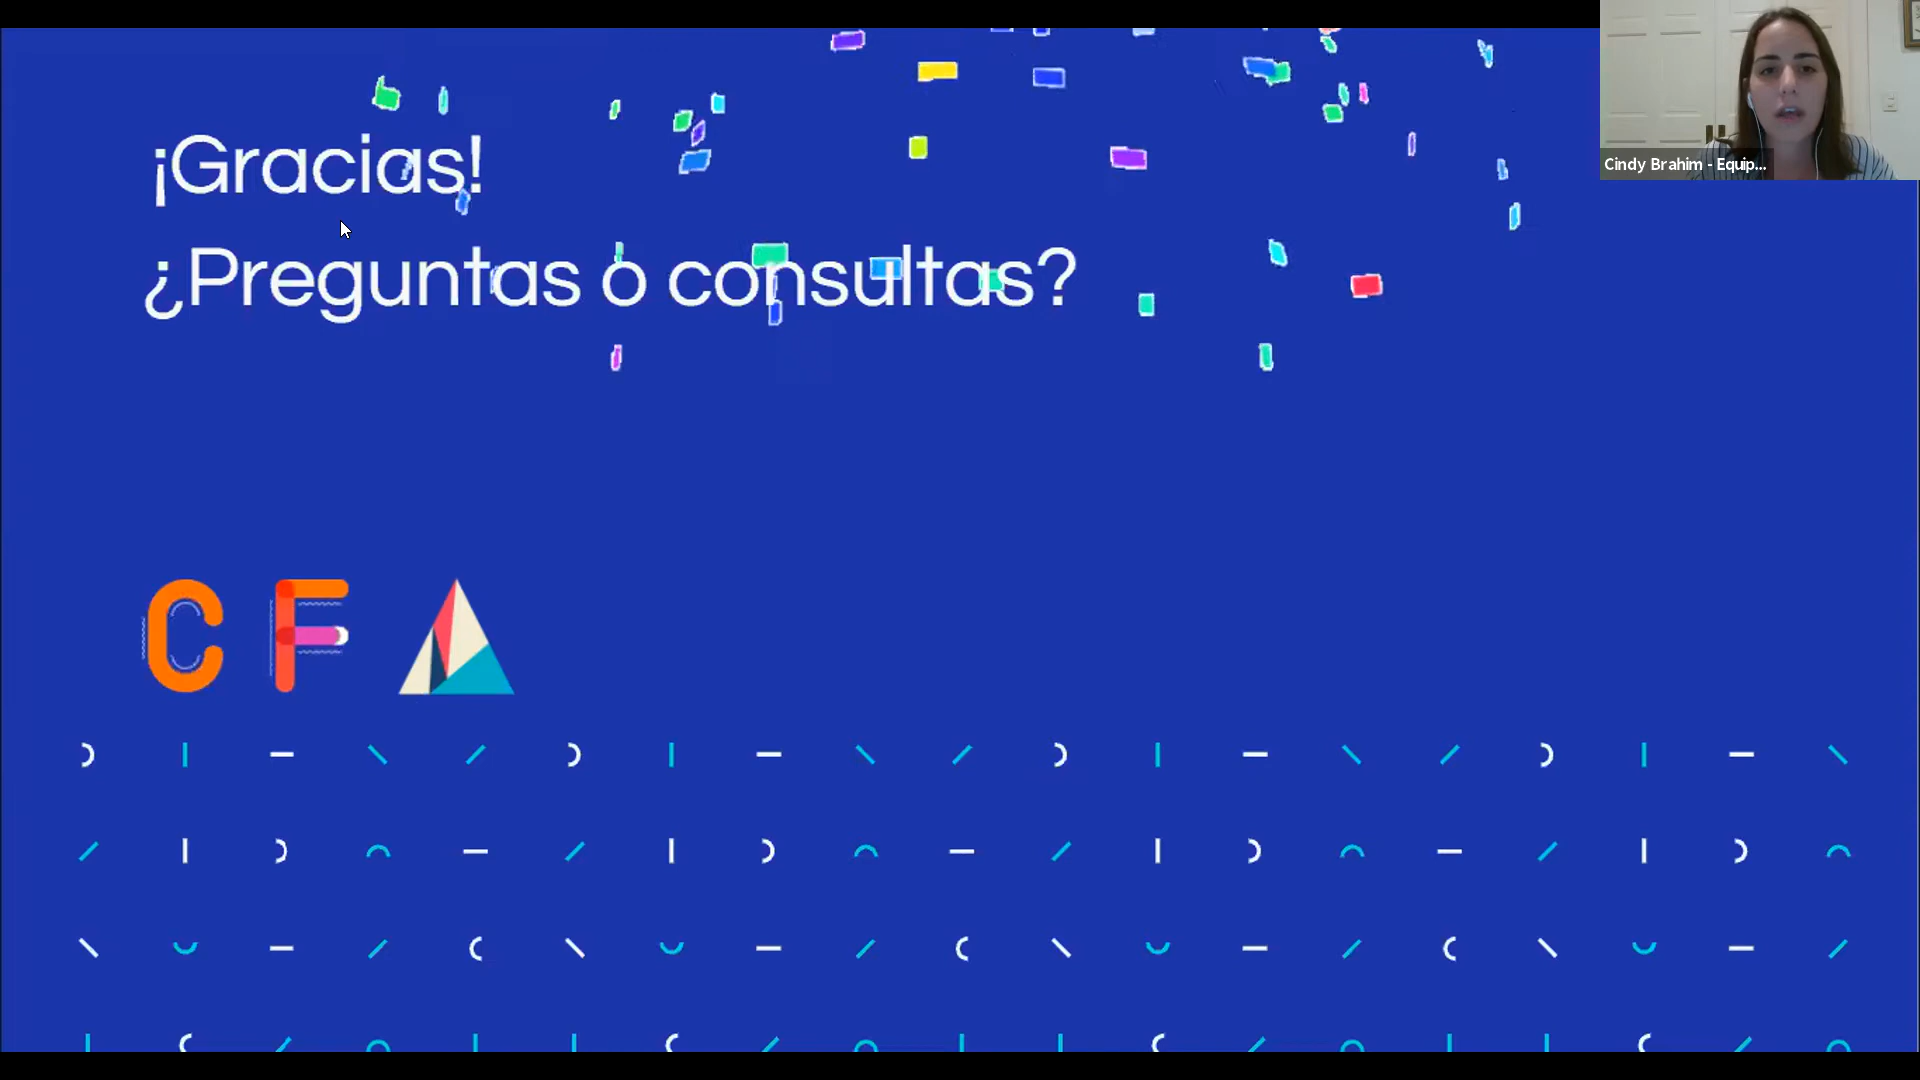 ¡Gracias!
¿Preguntas o consultas?
C F A
Cindy Brahim - Equip...